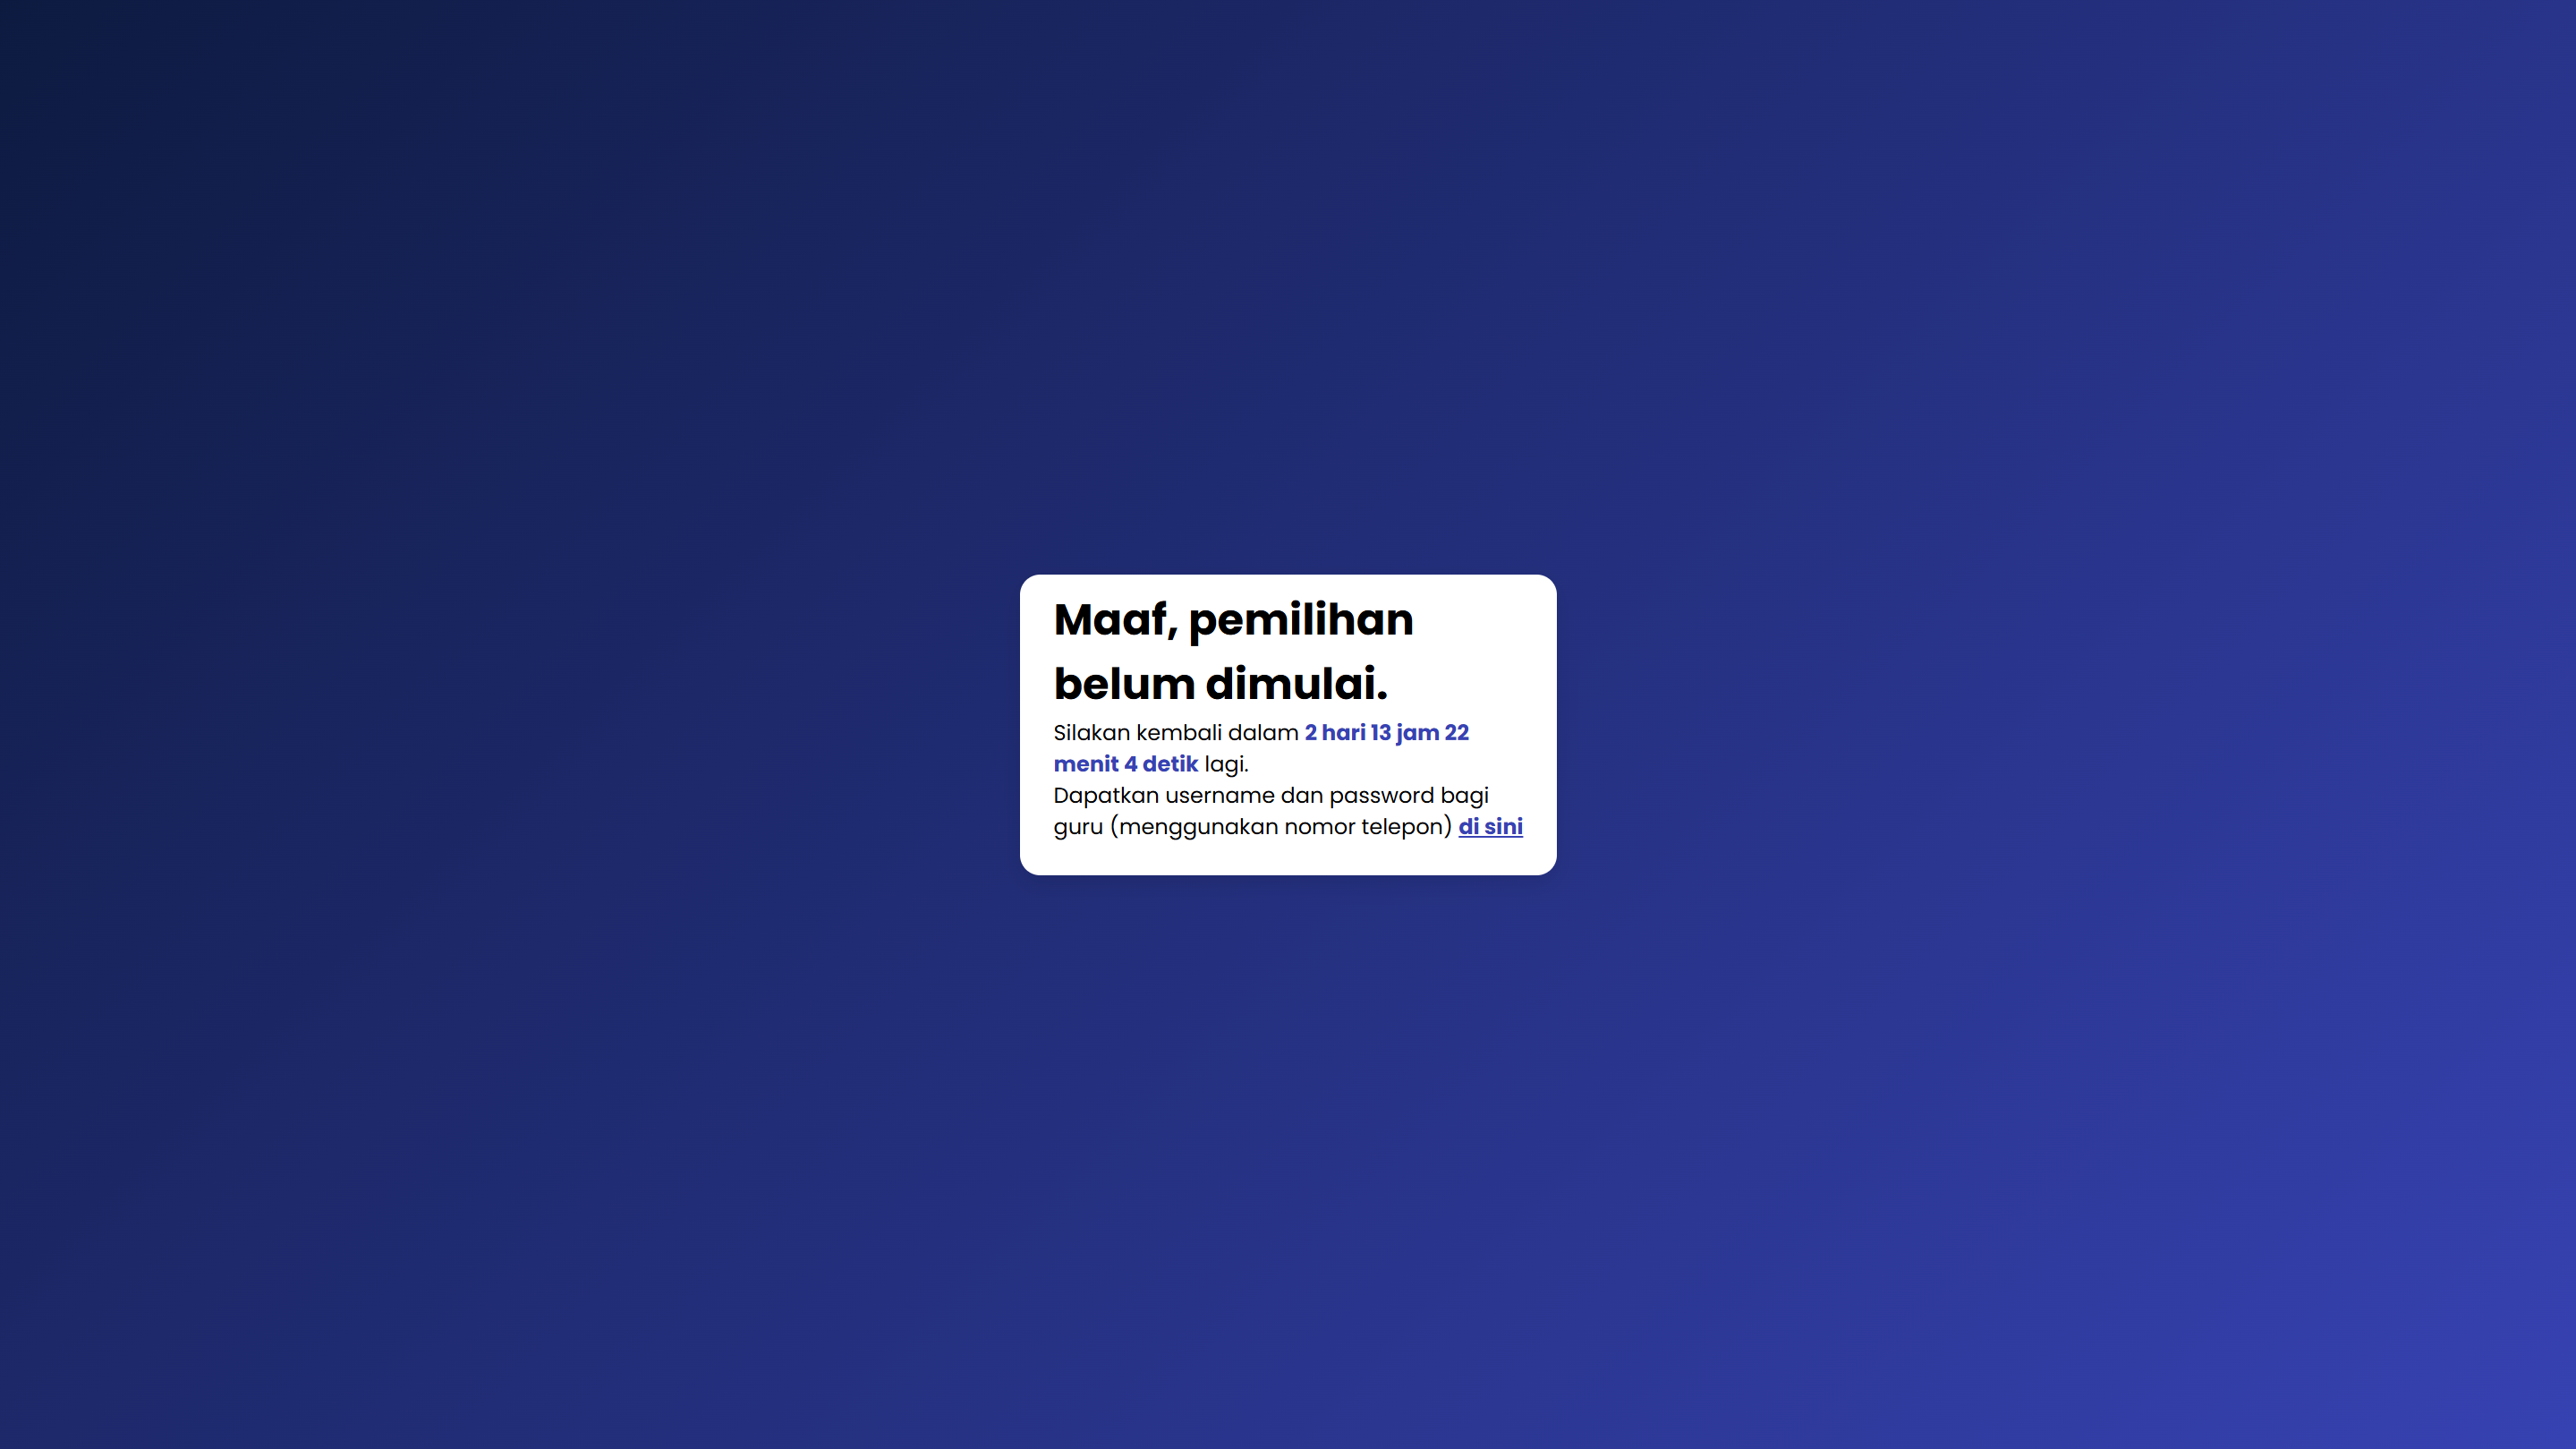 Maaf, pemilihan
belum dimulai.
Silakan kembali dalam 2 hari 13 jam 22
menit 4 detik lagi.
Dapatkan username dan password bagi
guru (menggunakan nomor telepon) di sini